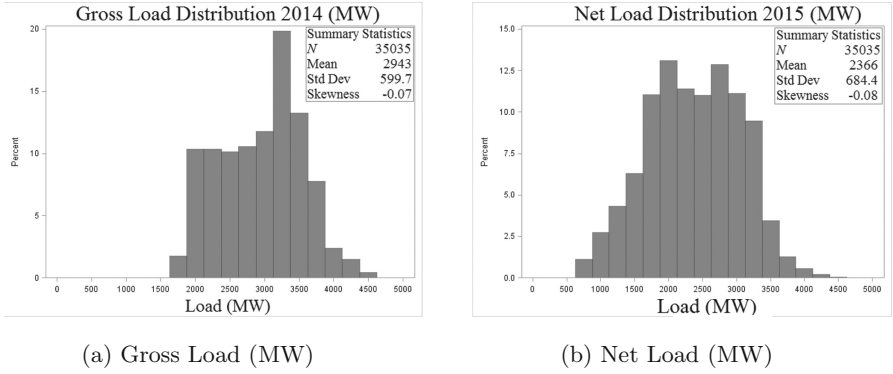 Gross Load Distribution 2014 (MW)
Summary Statistics
N 35035
Mean 2943
Std Dev 599.7
Skewness -0.07
20
15
10
5
0
Percent
0 500 1000 1500 2000 2500 3000 3500 4000 4500 5000
Load (MW)
(a) Gross Load (MW)
Net Load Distribution 2015 (MW)
Summary Statistics
N 35035
Mean 2366
Std Dev 684.4
Skewness -0.08
15.0
12.5
10.0
7.5
5.0
2.5
0.0
Percent
0 500 1000 1500 2000 2500 3000 3500 4000 4500 5000
Load (MW)
(b) Net Load (MW)